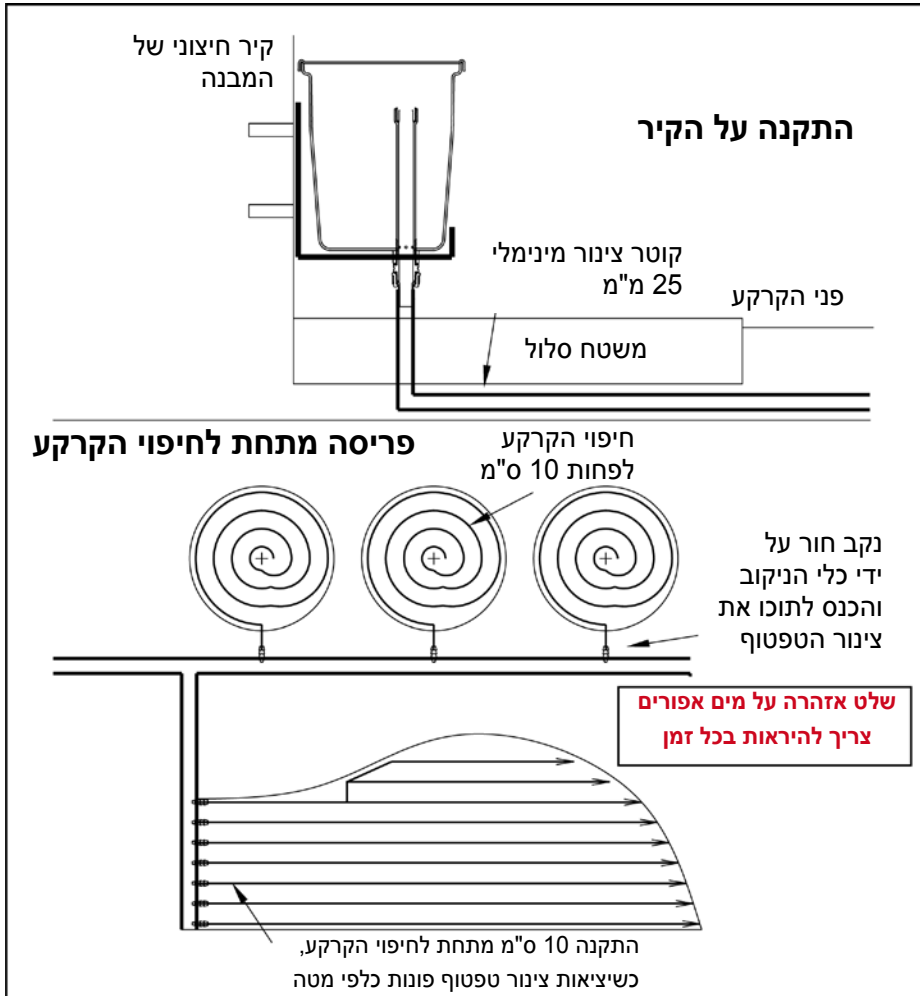 קיר חיצוני של
המבנה
התקנה על הקיר
קוטר צינור מינימלי
25 מ"מ
פני הקרקע
משטח סלול
פריסה מתחת לחיפוי הקרקע
חיפוי הקרקע
לפחות 10 ס"מ
נקב חור על
ידי כלי הניקוב
והכנס לתוכו את
צינור הטפטוף
שלט אזהרה על מים אפורים
צריך להיראות בכל זמן
התקנה 10 ס"מ מתחת לחיפוי הקרקע,
כשיציאות צינור טפטוף פונות כלפי מטה